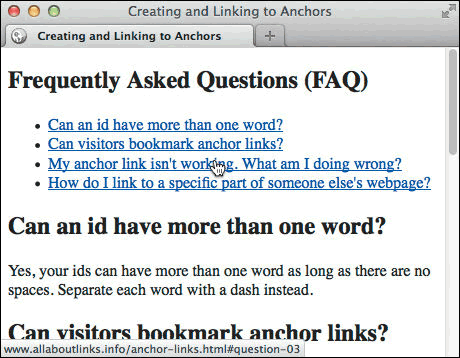 Creating and Linking to Anchors
Creating and Linking to Anchors
Frequently Asked Questions (FAQ)
Can an id have more than one word?
Can visitors bookmark anchor links?
My anchor link isn't working. What am I doing wrong?
How do I link to a specific part of someone else's webpage?
Can an id have more than one word?
Yes, your ids can have more than one word as long as there are no
spaces. Separate each word with a dash instead.
Can visitors bookmark anchor links?
www.allaboutlinks.info/anchor-links.html#question-03